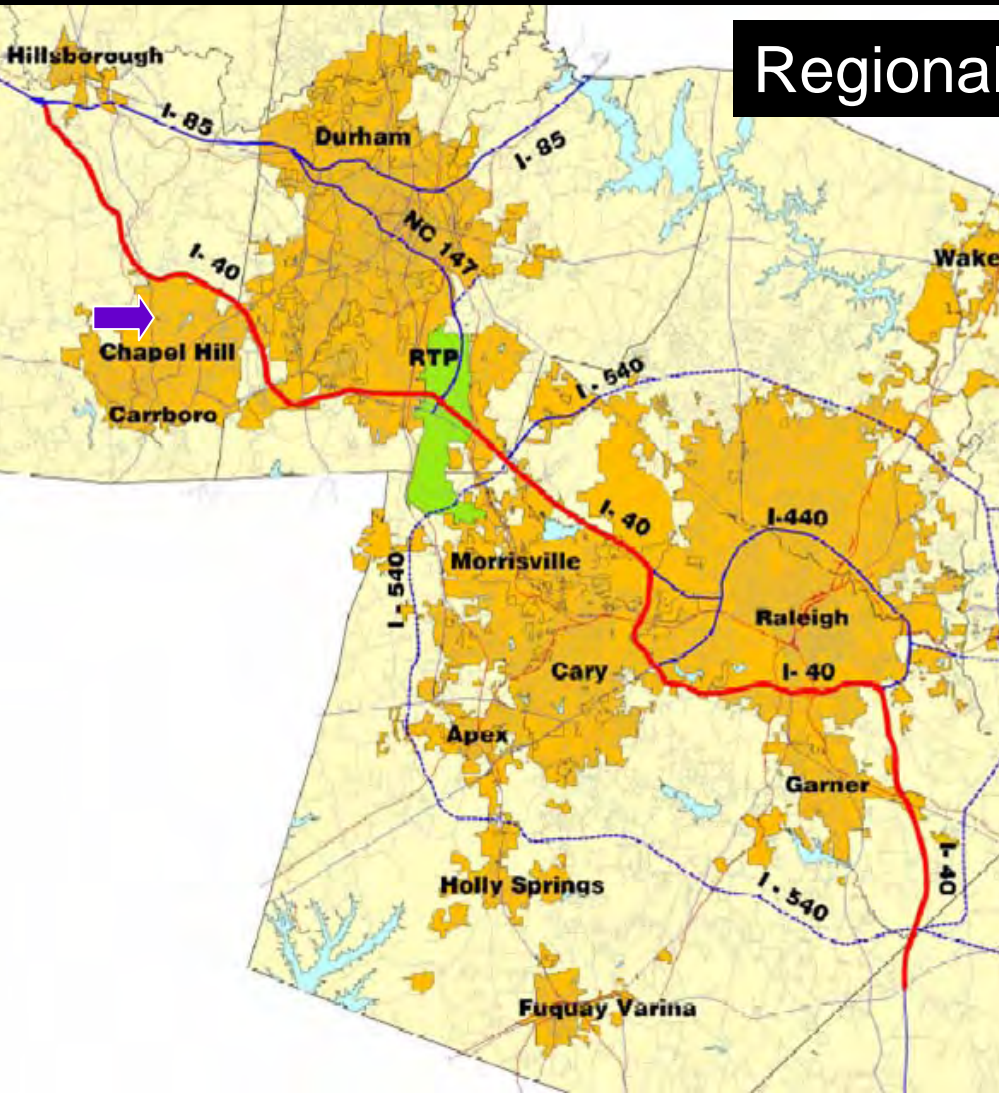 Regional
Hillsborough
I- 85
Durham
I- 85
NC 147
Wake
I- 40
Chapel Hill
RTP
I - 540
Carrboro
I- 40
I-440
Morrisville
I - 540
Raleigh
Cary
I- 40
Apex
Garner
I- 40
Holly Springs
I - 540
Fuquay Varina